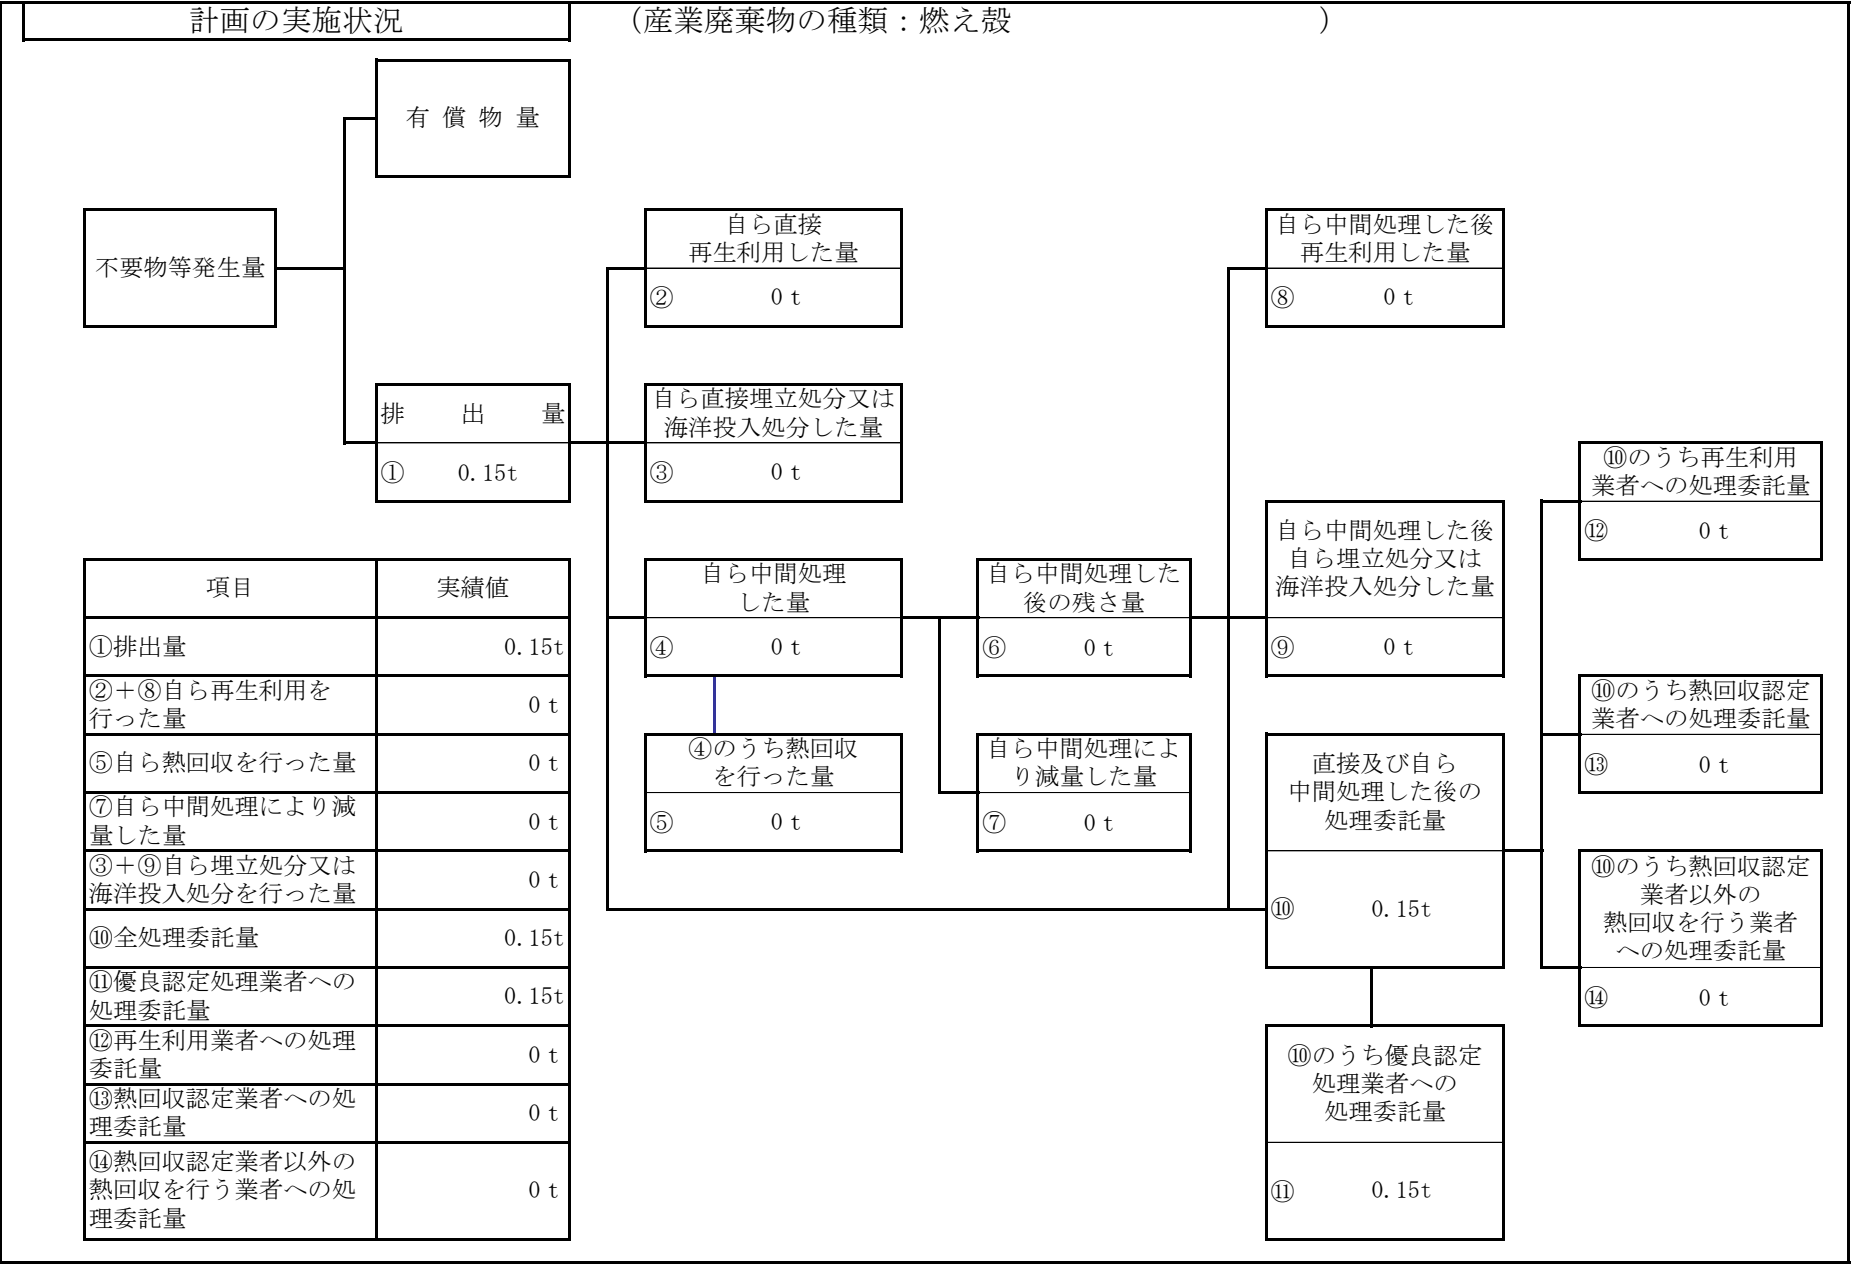 計画の実施状況
（産業廃棄物の種類：燃え殻　　　　　　　　　　）
有 償 物 量
不要物等発生量
自ら直接
再生利用した量
② 0 t
自ら中間処理した後
再生利用した量
⑧ 0 t
排 出 量
① 0.15t
自ら直接埋立処分又は
海洋投入処分した量
③ 0 t
⑩のうち再生利用
業者への処理委託量
⑫ 0 t
自ら中間処理した後
自ら埋立処分又は
海洋投入処分した量
⑨ 0 t
自ら中間処理
した量
④ 0 t
自ら中間処理した
後の残さ量
⑥ 0 t
⑩のうち熱回収認定
業者への処理委託量
⑬ 0 t
④のうち熱回収
を行った量
⑤ 0 t
自ら中間処理によ
り減量した量
⑦ 0 t
直接及び自ら
中間処理した後の
処理委託量
⑩ 0.15t
⑩のうち熱回収認定
業者以外の
熱回収を行う業者
への処理委託量
⑭ 0 t
⑩のうち優良認定
処理業者への
処理委託量
⑪ 0.15t
項目 実績値
①排出量 0.15t
②＋⑧自ら再生利用を
行った量 0 t
⑤自ら熱回収を行った量 0 t
⑦自ら中間処理により減
量した量 0 t
③＋⑨自ら埋立処分又は
海洋投入処分を行った量 0 t
⑩全処理委託量 0.15t
⑪優良認定処理業者への
処理委託量 0.15t
⑫再生利用業者への処理
委託量 0 t
⑬熱回収認定業者への処
理委託量 0 t
⑭熱回収認定業者以外の
熱回収を行う業者への処
理委託量 0 t